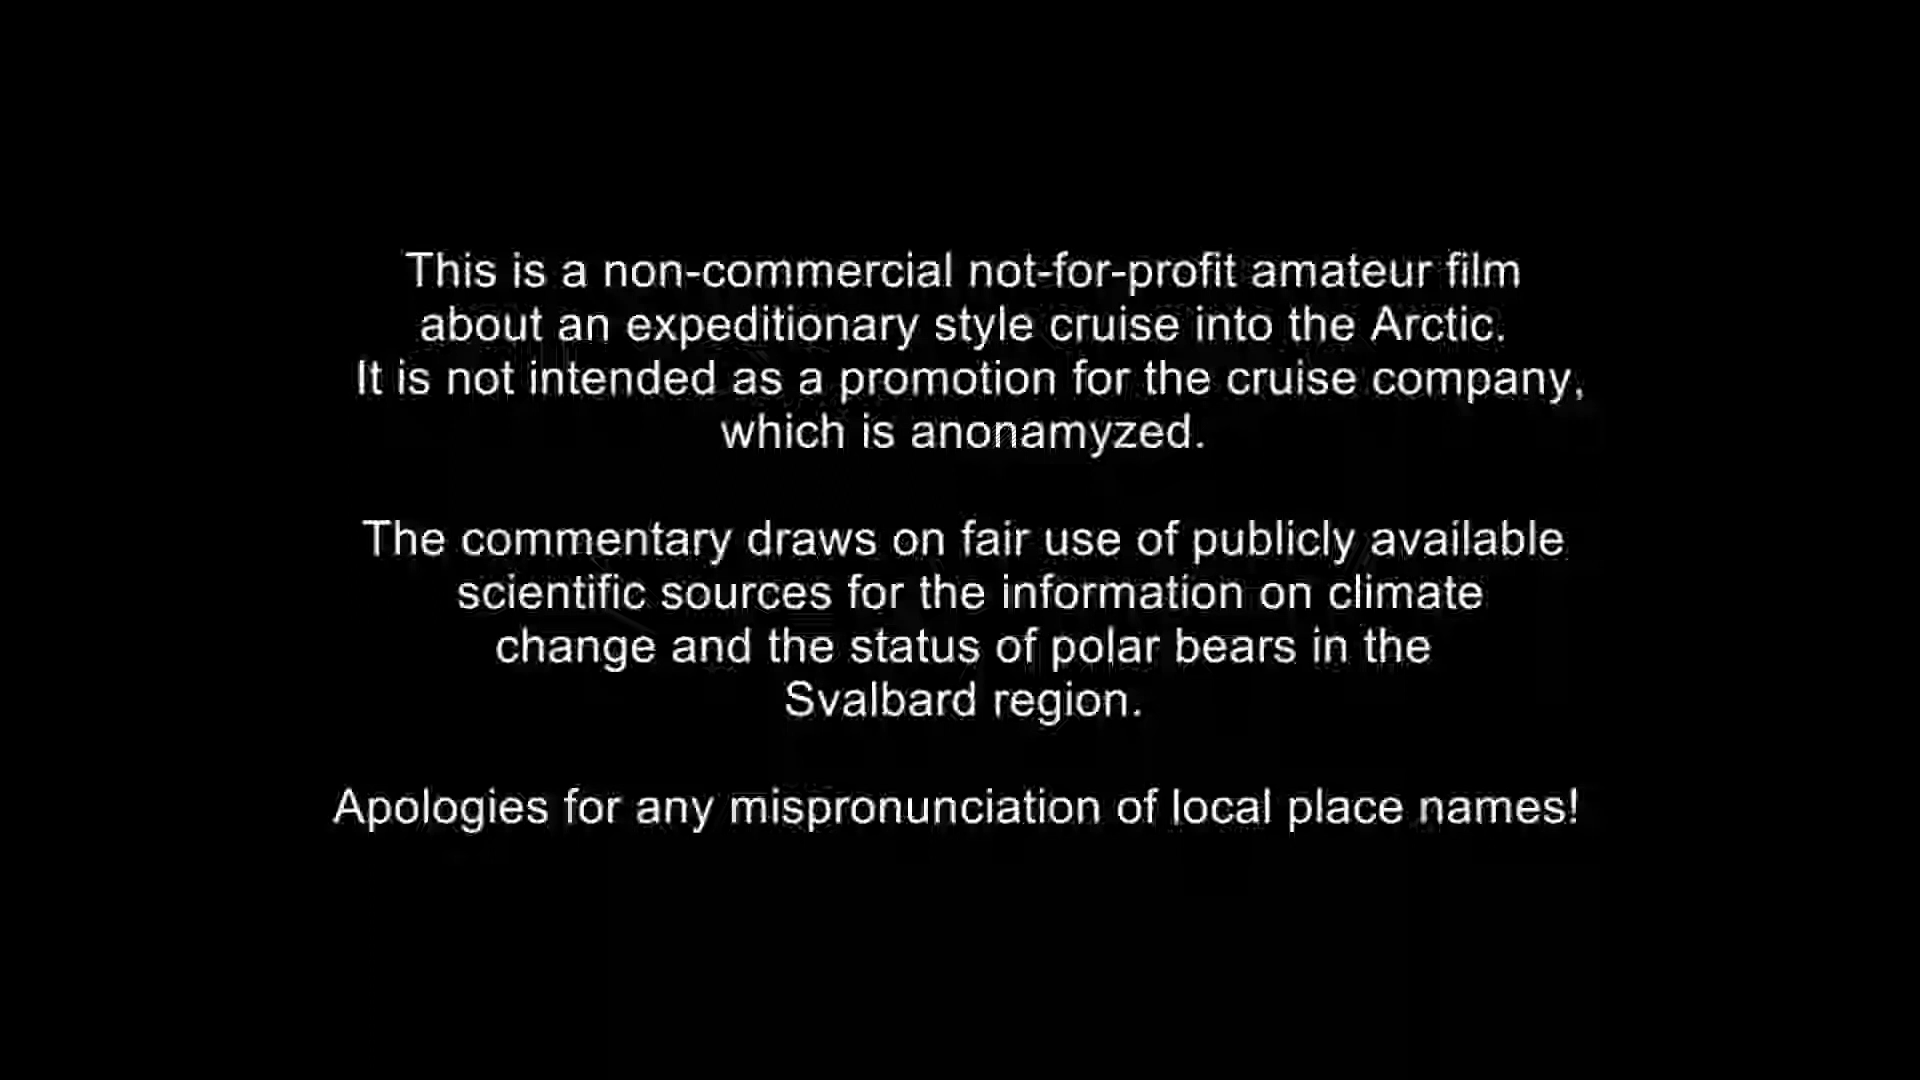 This is a non-commercial not-for-profit amateur film
about an expeditionary style cruise into the Arctic.
It is not intended as a promotion for the cruise company,
which is anonamyzed.
The commentary draws on fair use of publicly available
scientific sources for the information on climate
change and the status of polar bears in the
Svalbard region.
Apologies for any mispronunciation of local place names!